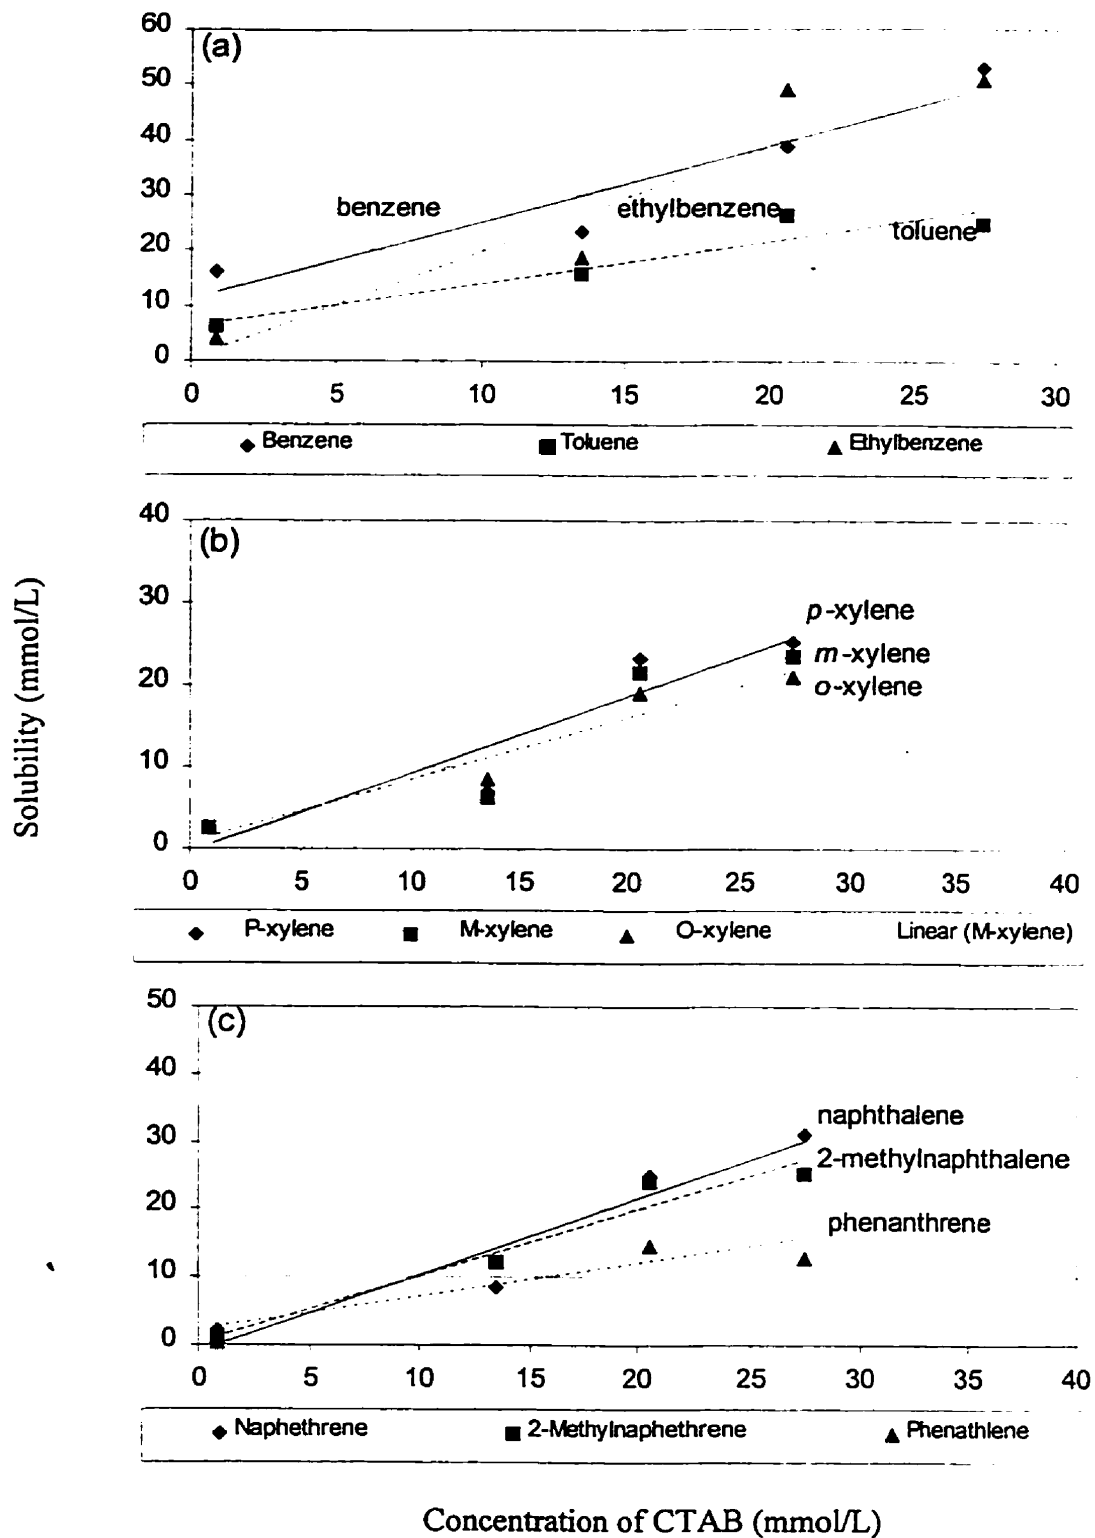 60
(a)
50
40
30
benzene
ethylbenzene
20
toluene
10
0
0 5 10 15 20 25 30
Benzene Toluene Ethylbenzene
40
(b)
30
p-xylene
m-xylene
20
o-xylene
Solubility (mmol/L)
10
0
0 5 10 15 20 25 30 35 40
P-xylene M-xylene O-xylene Linear (M-xylene)
50
(c)
40
naphthalene
30
2-methylnaphthalene
20
phenanthrene
10
0
0 5 10 15 20 25 30 35 40
Naphethrene 2-Methylnaphethrene Phenathlene
Concentration of CTAB (mmol/L)